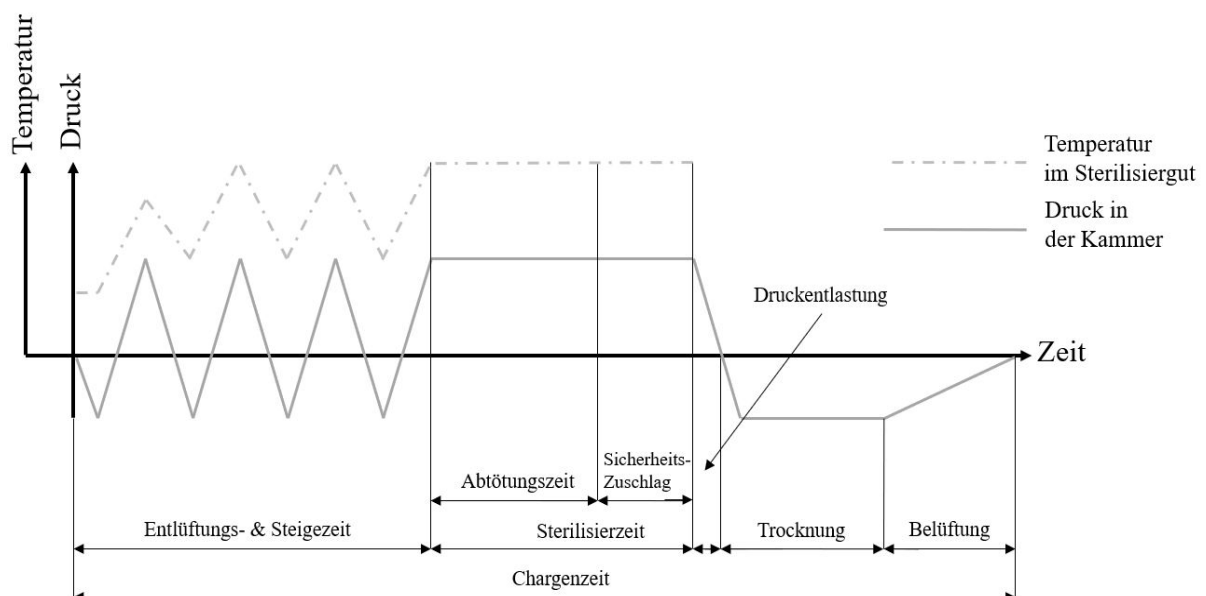 Temperatur
Druck
Temperatur
im Sterilisiergut
Druck in
der Kammer
Druckentlastung
Zeit
Sicherheits-
Abtötungszeit Zuschlag
Entlüftungs- & Steigezeit Sterilisierzeit Trocknung Belüftung
Chargenzeit